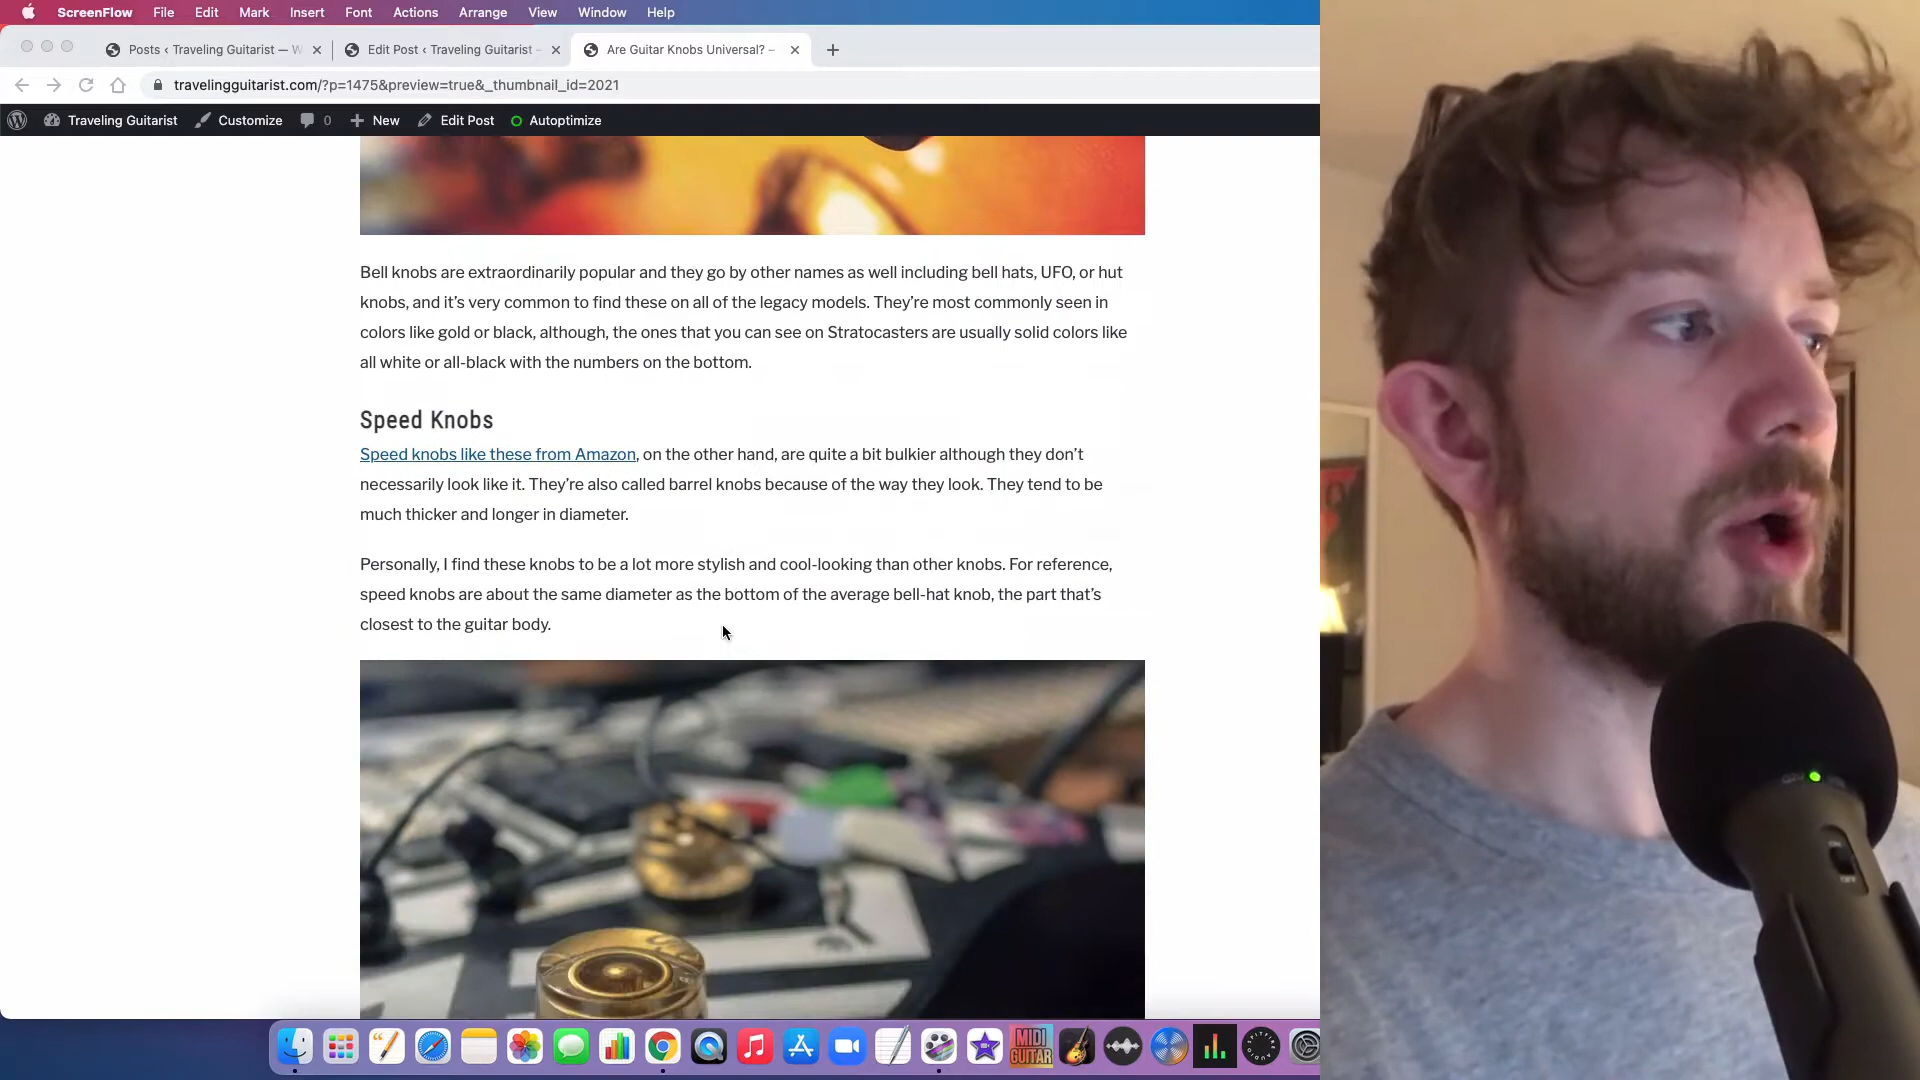 ScreenFlow File Edit Mark Insert Font Actions Arrange View Window Help
Posts ‹ Traveling Guitarist — W
Edit Post ‹ Traveling Guitarist -
Are Guitar Knobs Universal? -
travelingguitarist.com/?p=1475&preview=true&_thumbnail_id=2021
Traveling Guitarist Customize 0 New Edit Post Autoptimize
Bell knobs are extraordinarily popular and they go by other names as well including bell hats, UFO, or hut
knobs, and it's very common to find these on all of the legacy models. They're most commonly seen in
colors like gold or black, although, the ones that you can see on Stratocasters are usually solid colors like
all white or all-black with the numbers on the bottom.
Speed Knobs
Speed knobs like these from Amazon, on the other hand, are quite a bit bulkier although they don't
necessarily look like it. They're also called barrel knobs because of the way they look. They tend to be
much thicker and longer in diameter.
Personally, I find these knobs to be a lot more stylish and cool-looking than other knobs. For reference,
speed knobs are about the same diameter as the bottom of the average bell-hat knob, the part that's
closest to the guitar body.
MIDI
GUITAR